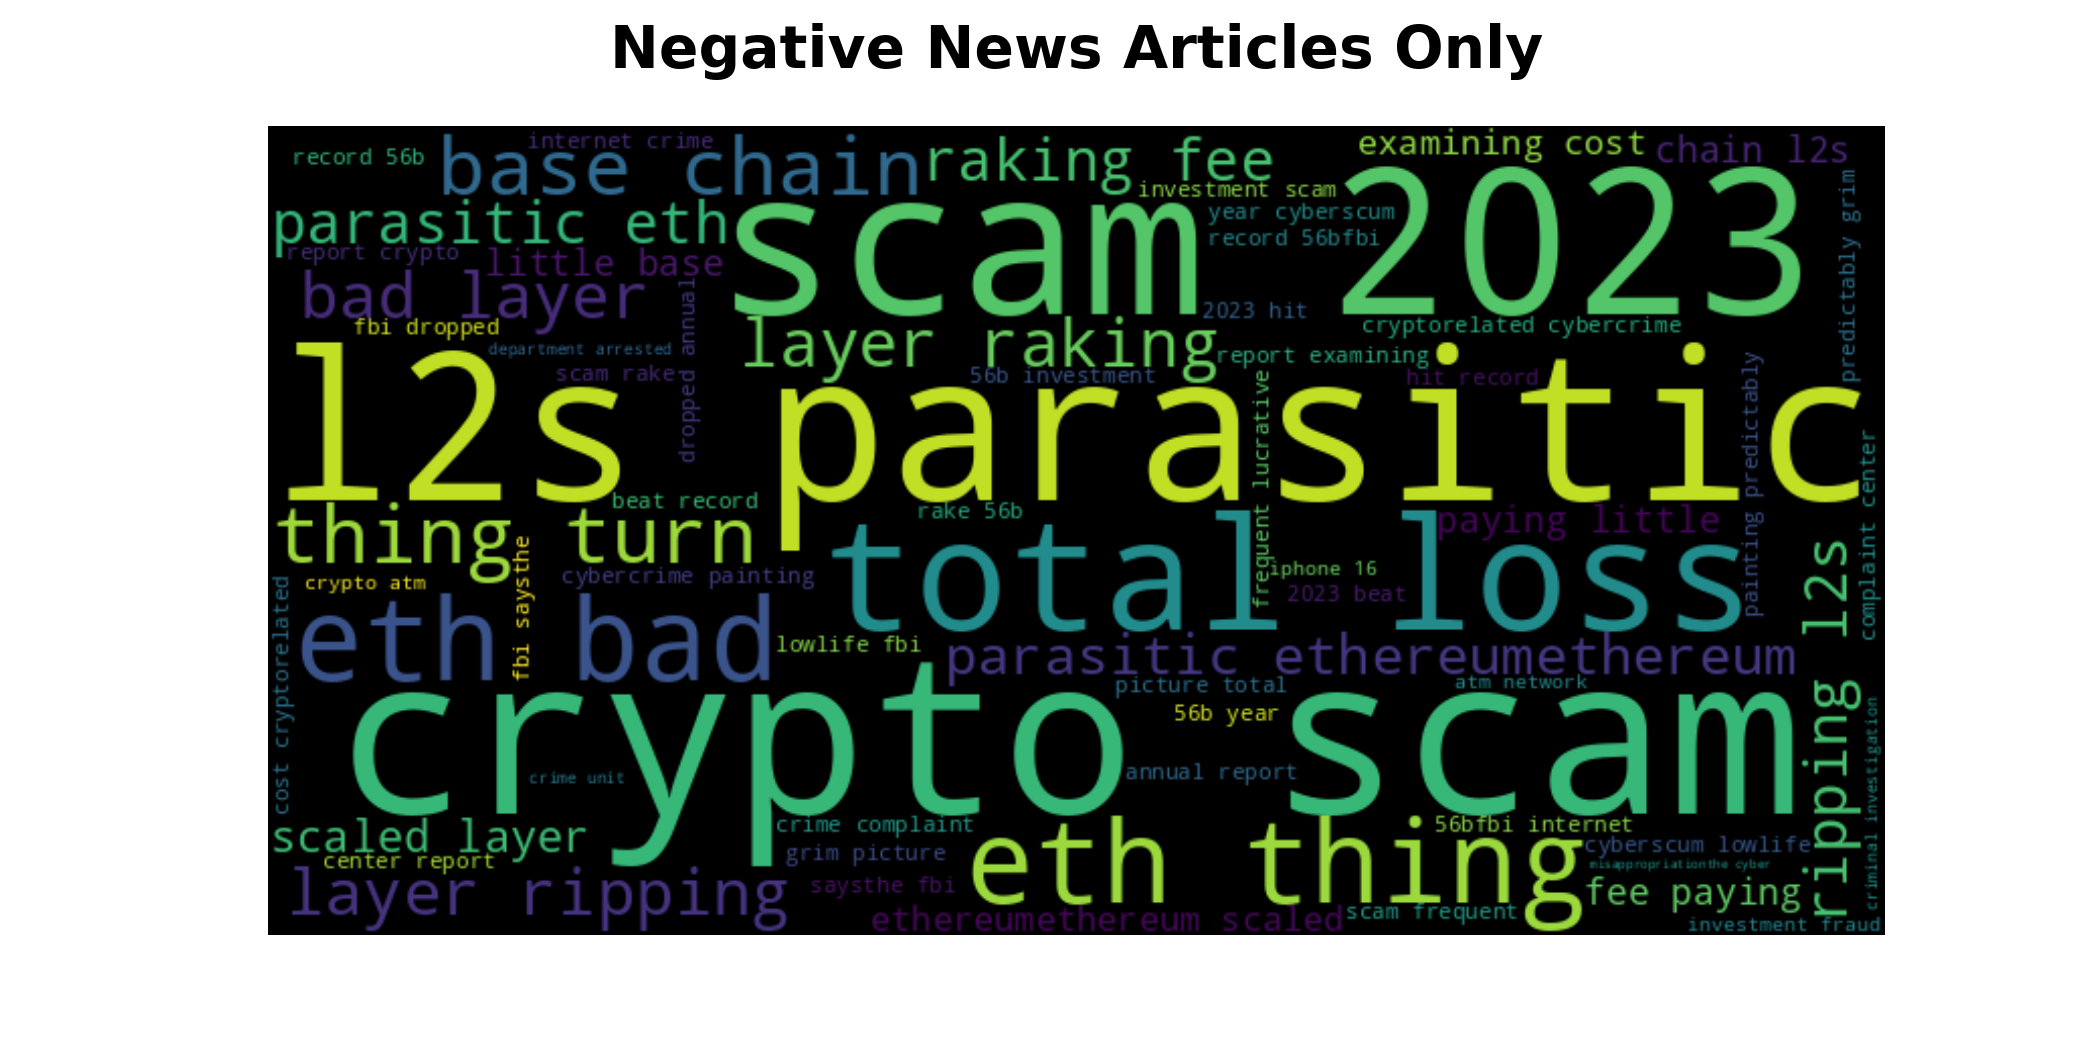 Negative News Articles Only
record 56b
internet crime
base chain
raking fee
examining cost
chain l2s
investment scam
scam 2023
parasitic eth
year cyberscum
record 56bfbi
predictably grim
report crypto
little base
bad layer
dropped annual
2023 hit
fbi dropped
layer raking
cryptorelated cybercrime
department arrested
report examining
scam rake
56b investment
hit record
l2s parasitic
frequent lucrative
painting predictably
complaint center
beat record
rake 56b
paying little
thing turn
total loss
fbi saysthe
crypto atm
cybercrime painting
iphone 16
2023 beat
ripping l2s
cost cryptorelated
eth bad
lowlife fbi
parasitic ethereumethereum
picture total
atm network
56b year
crypto scam
crime unit
annual report
criminal investigation
scaled layer
crime complaint
eth thing
56bfbi internet
center report
grim picture
cyberscum lowlife
misappropriationthe cyber
layer ripping
saysthe fbi
fee paying
ethereumethereum scaled
scam frequent
investment fraud